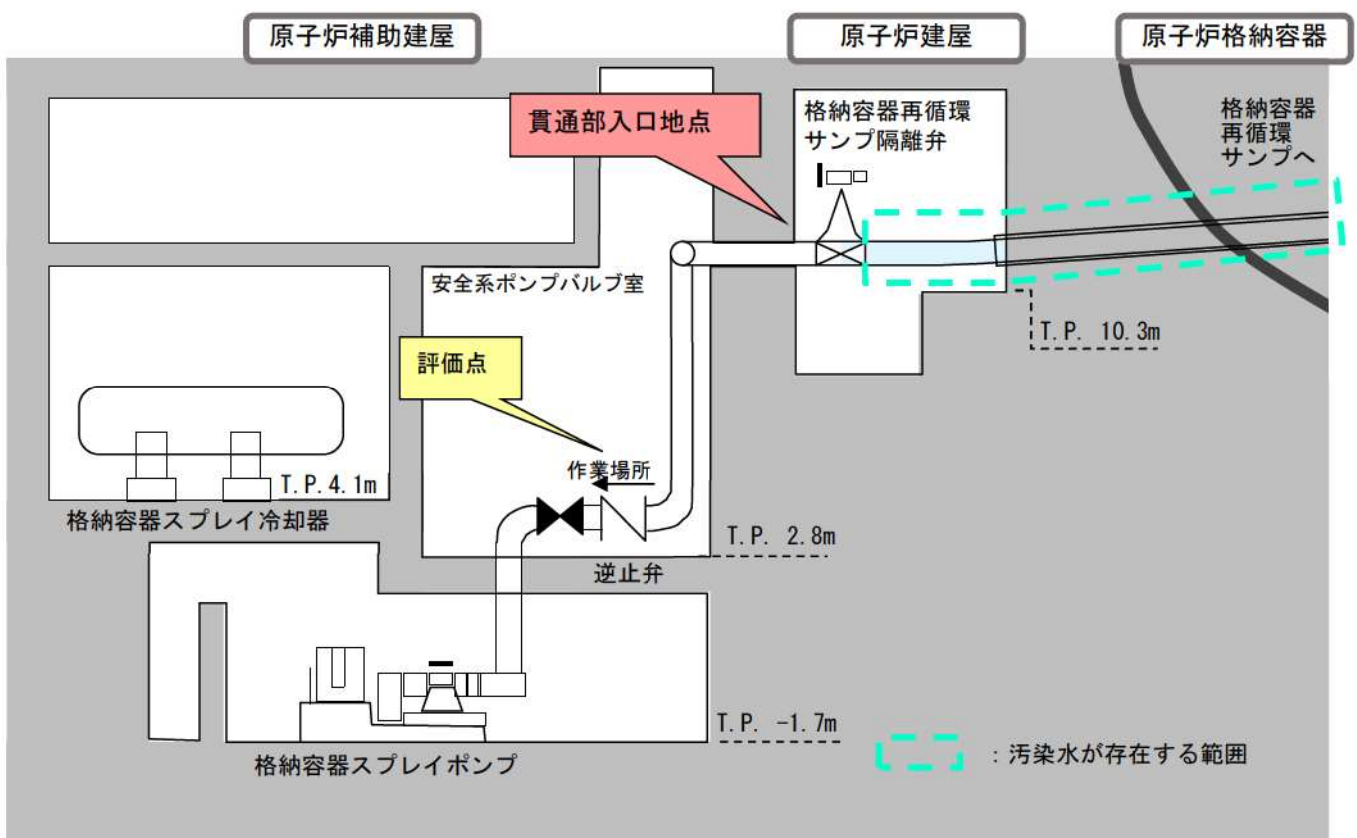 原子炉補助建屋
原子炉建屋
原子炉格納容器
貫通部入口地点
格納容器再循環
サンプ隔離弁
格納容器
再循環
サンプへ
安全系ポンプバルブ室
T.P. 10.3m
評価点
作業場所
T.P.4.1m
格納容器スプレイ冷却器
T.P. 2.8m
逆止弁
T.P. -1.7m
格納容器スプレイポンプ
：汚染水が存在する範囲